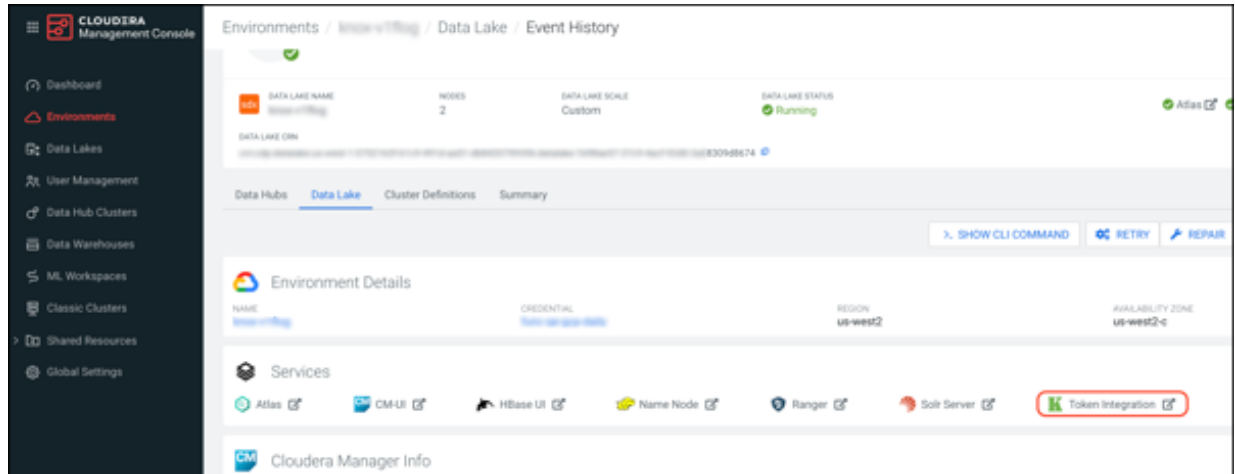 CLOUDERA
Management Console
Environments / / Data Lake / Event History
Dashboard
Environments
Data Lakes
User Management
Data Hub Clusters
Data Warehouses
ML Workspaces
Classic Clusters
Shared Resources
Global Settings
sdx
DATA LAKE NAME NODES DATA LAKE SCALE DATA LAKE STATUS
2 Custom Running Atlas
DATA LAKE CRN
8309d8674
Data Hubs Data Lake Cluster Definitions Summary
SHOW CLI COMMAND RETRY REPAIR
Environment Details
NAME CREDENTIAL REGION AVAILABILITY ZONE
us-west2 us-west2-c
Services
Atlas CM-UI HBase UI Name Node Ranger Solr Server Token Integration
CM Cloudera Manager Info